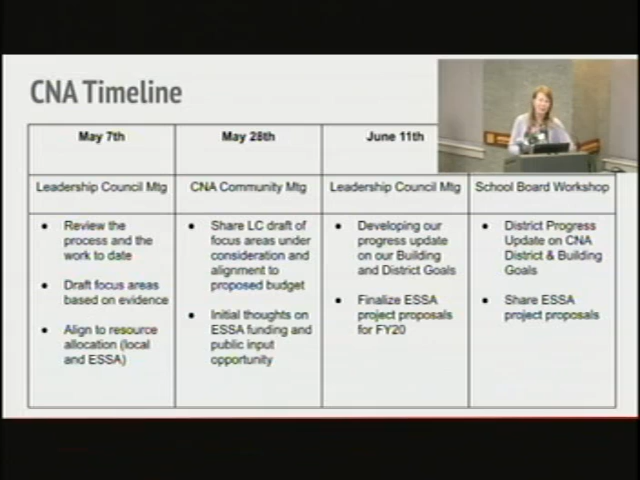 CNA Timeline
May 7th
May 28th
June 11th
Leadership Council Mtg
CNA Community Mtg
Leadership Council Mtg
School Board Workshop
• Review the
process and the
work to date
• Draft focus areas
based on evidence
• Align to resource
allocation (local
and ESSA)
• Share LC draft of
focus areas under
consideration and
alignment to
proposed budget
• Initial thoughts on
ESSA funding and
public input
opportunity
• Developing our
progress update
on our Building
and District Goals
• Finalize ESSA
project proposals
for FY20
• District Progress
Update on CNA
District & Building
Goals
• Share ESSA
project proposals